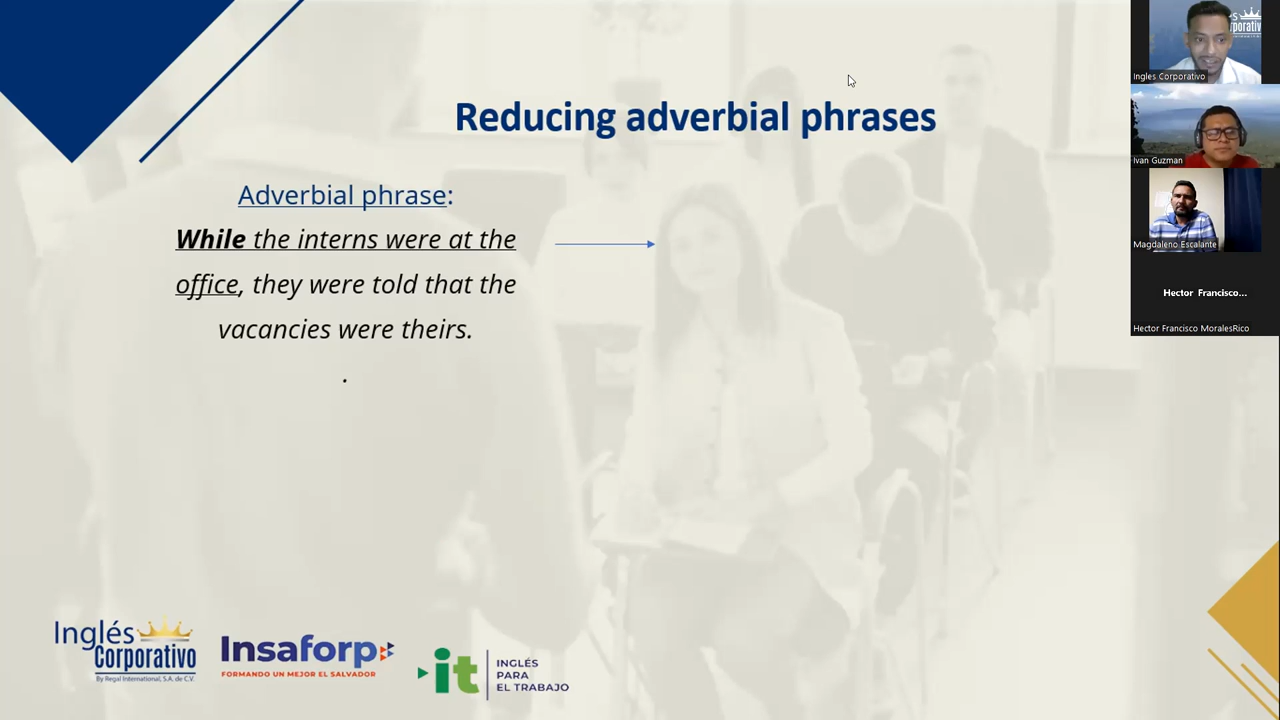 Reducing adverbial phrases
Adverbial phrase:
While the interns were at the
office, they were told that the
vacancies were theirs.
.
Inglés
Corporativo
By Regal International, S.A. de C.V.
Insaforp
FORMANDO UN MEJOR EL SALVADOR
it
INGLÉS
PARA
EL TRABAJO
Ingles Corporativo
Ivan Guzman
Magdaleno Escalante
Hector Francisco...
Hector Francisco MoralesRico